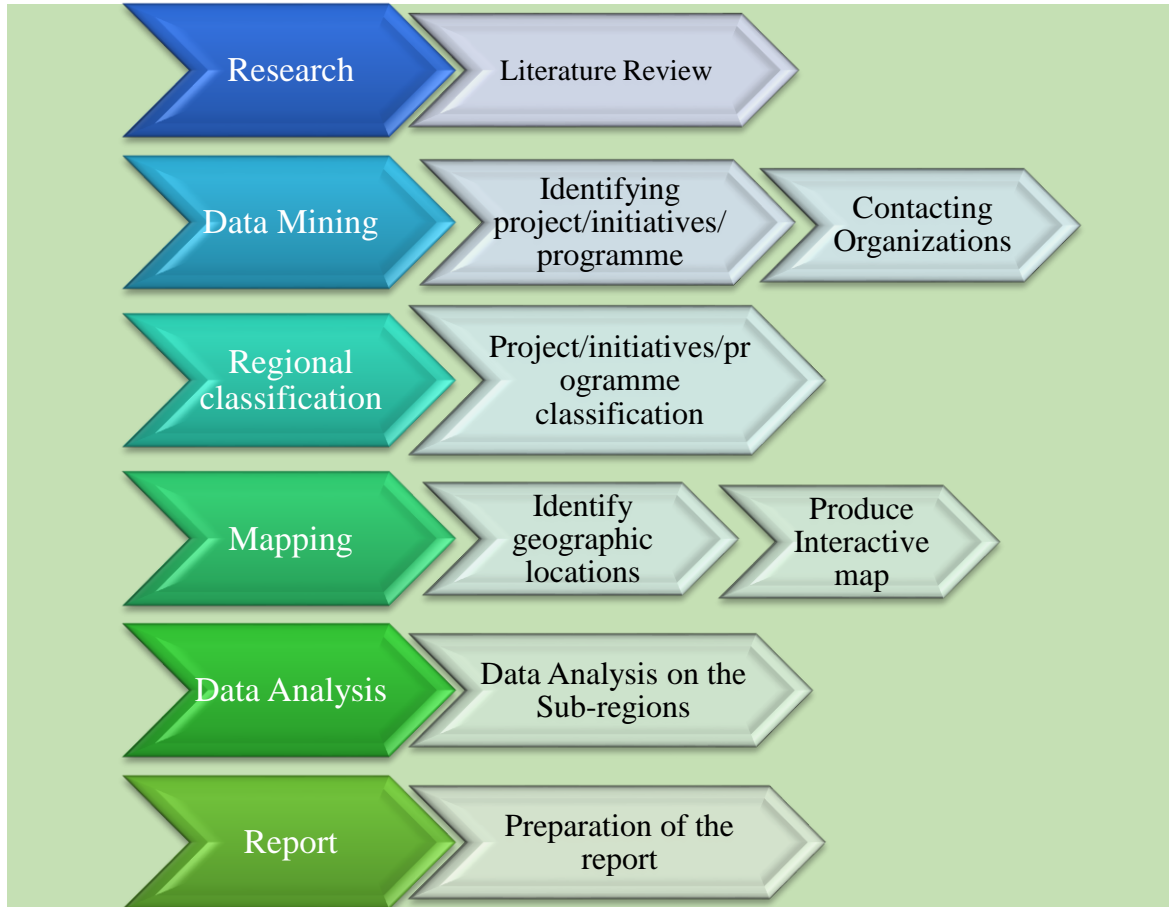 Research
Literature Review
Data Mining
Identifying
project/initiatives/
programme
Contacting
Organizations
Regional
classification
Project/initiatives/pr
ogramme
classification
Mapping
Identify
geographic
locations
Produce
Interactive
map
Data Analysis
Data Analysis on the
Sub-regions
Report
Preparation of the
report